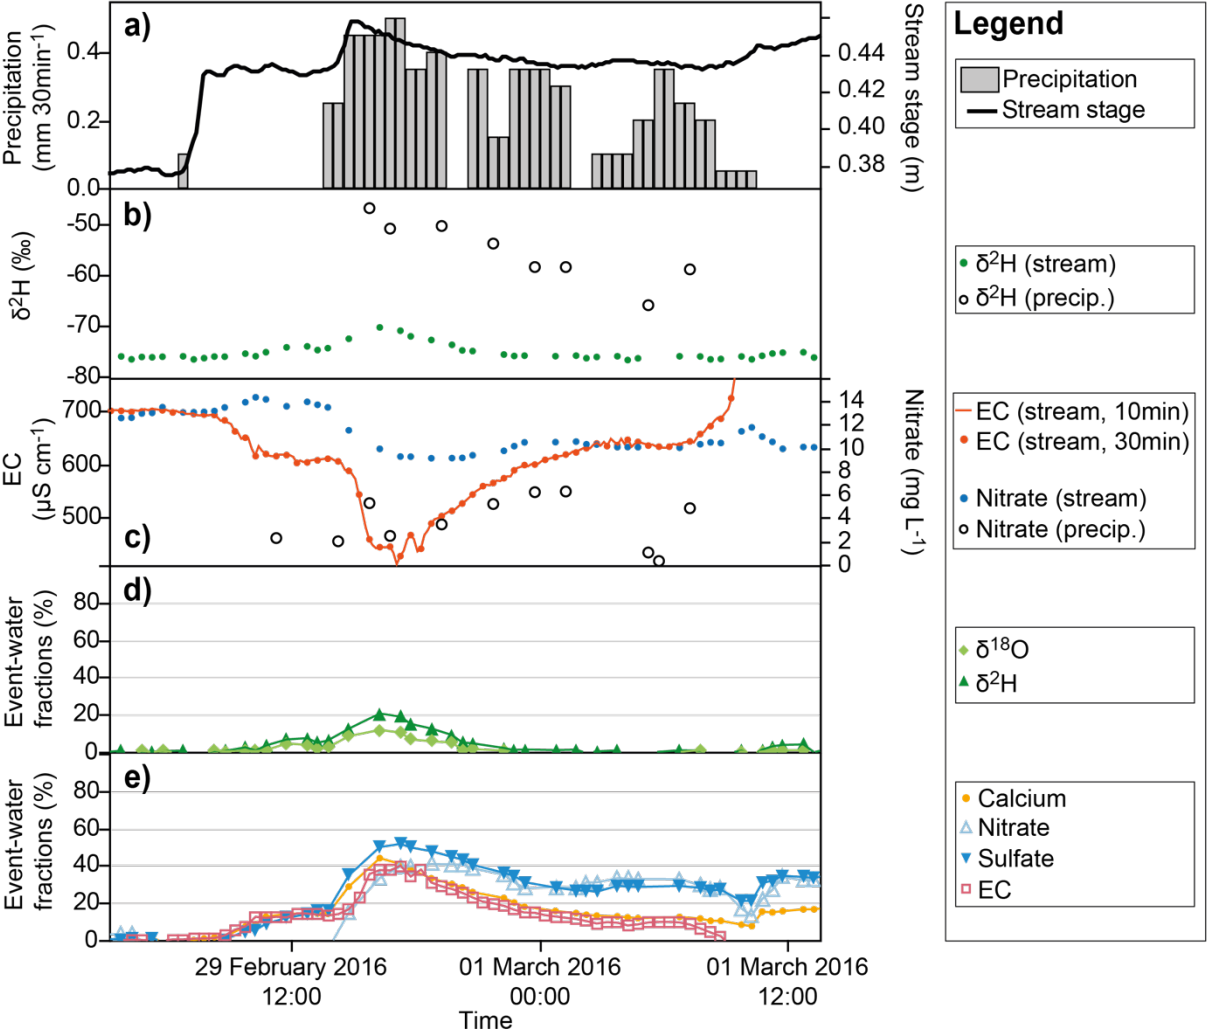 a)
Precipitation
(mm 30min⁻¹)
0.4
0.2
0.0
0.44
0.42
0.40
0.38
Stream stage (m)
b)
δ²H (‰)
-50
-60
-70
-80
c)
EC
(µS cm⁻¹)
700
600
500
14
12
10
8
6
4
2
0
Nitrate (mg L⁻¹)
d)
Event-water
fractions (%)
80
60
40
20
0
e)
Event-water
fractions (%)
80
60
40
20
0
29 February 2016
12:00
01 March 2016
00:00
01 March 2016
12:00
Time
Legend
Precipitation
Stream stage
δ²H (stream)
δ²H (precip.)
EC (stream, 10min)
EC (stream, 30min)
Nitrate (stream)
Nitrate (precip.)
δ¹⁸O
δ²H
Calcium
Nitrate
Sulfate
EC